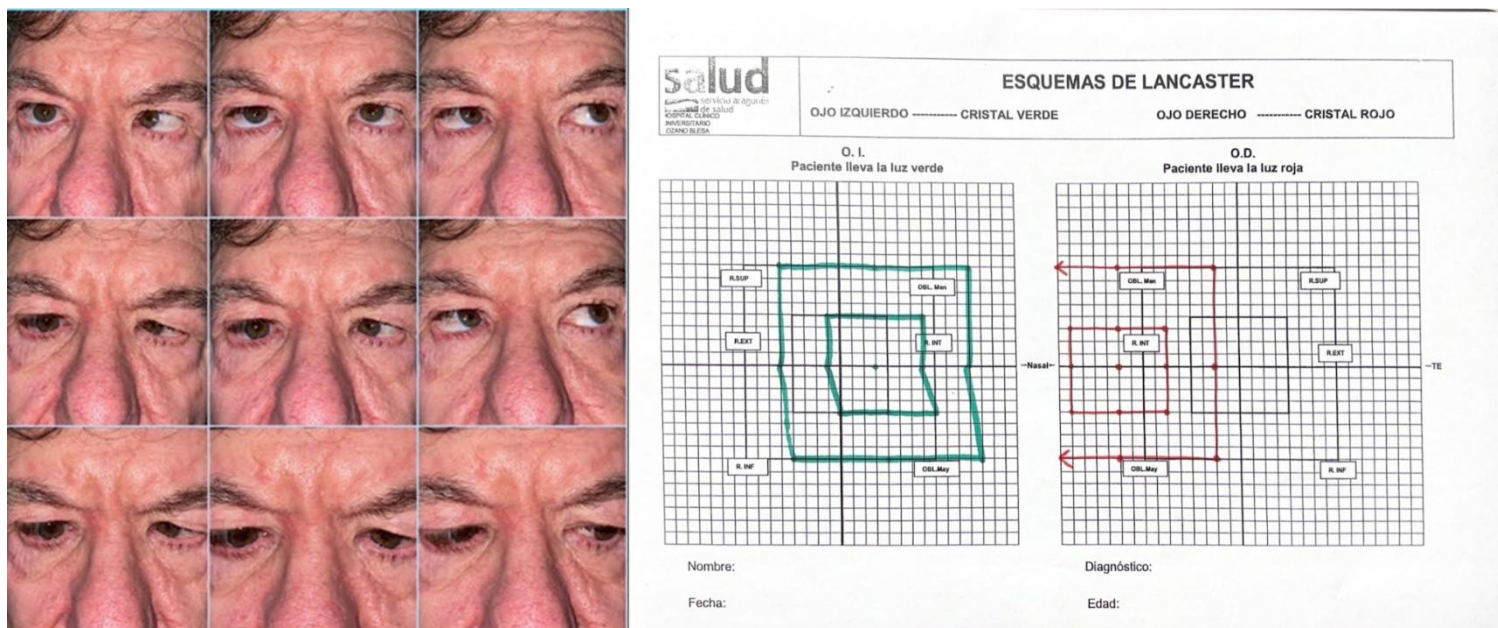 salud
servicio aragonés
de salud
HOSPITAL CLÍNICO
UNIVERSITARIO
LOZANO BLESA
ESQUEMAS DE LANCASTER
OJO IZQUIERDO ----------- CRISTAL VERDE
OJO DERECHO ----------- CRISTAL ROJO
O. I.
Paciente lleva la luz verde
O.D.
Paciente lleva la luz roja
R.SUP
OBL. Men
R.EXT
R. INT
R. INF
OBL.May
--Nasal--
OBL. Men
R.SUP
R. INT
R.EXT
--TE
OBL.May
R. INF
Nombre:
Diagnóstico:
Fecha:
Edad: